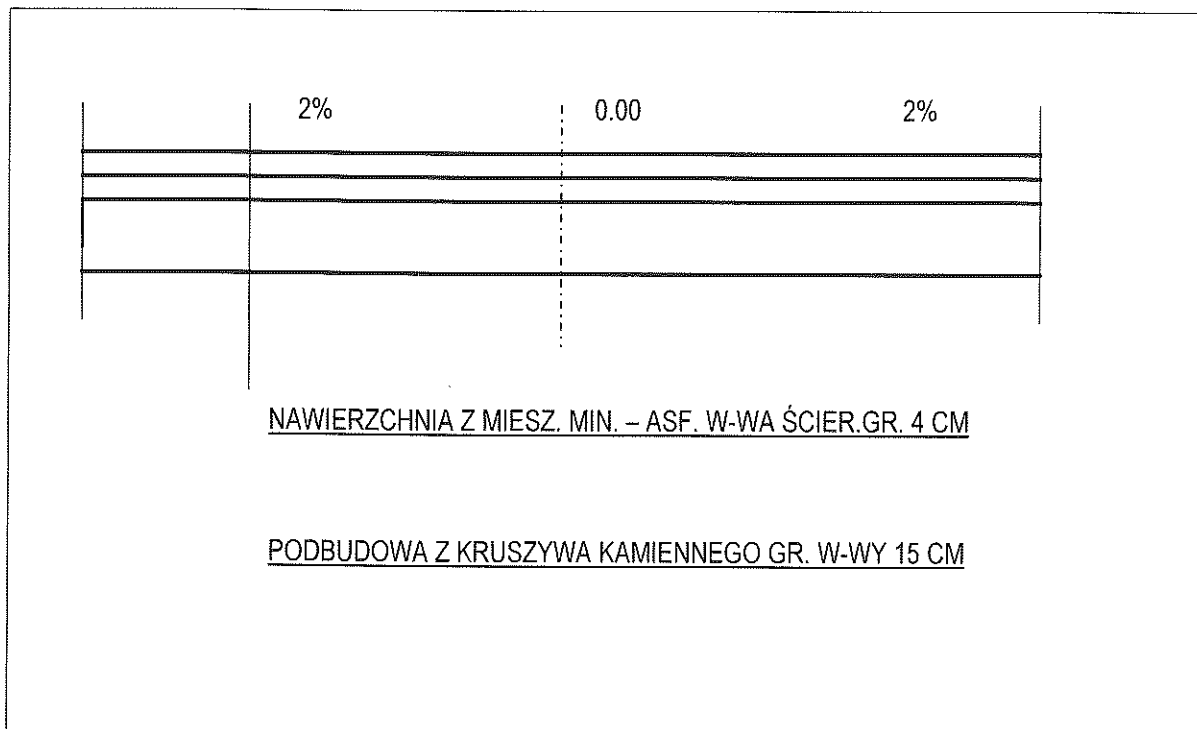 2% 0.00 2%
NAWIERZCHNIA Z MIESZ. MIN. – ASF. W-WA ŚCIER.GR. 4 CM
PODBUDOWA Z KRUSZYWA KAMIENNEGO GR. W-WY 15 CM